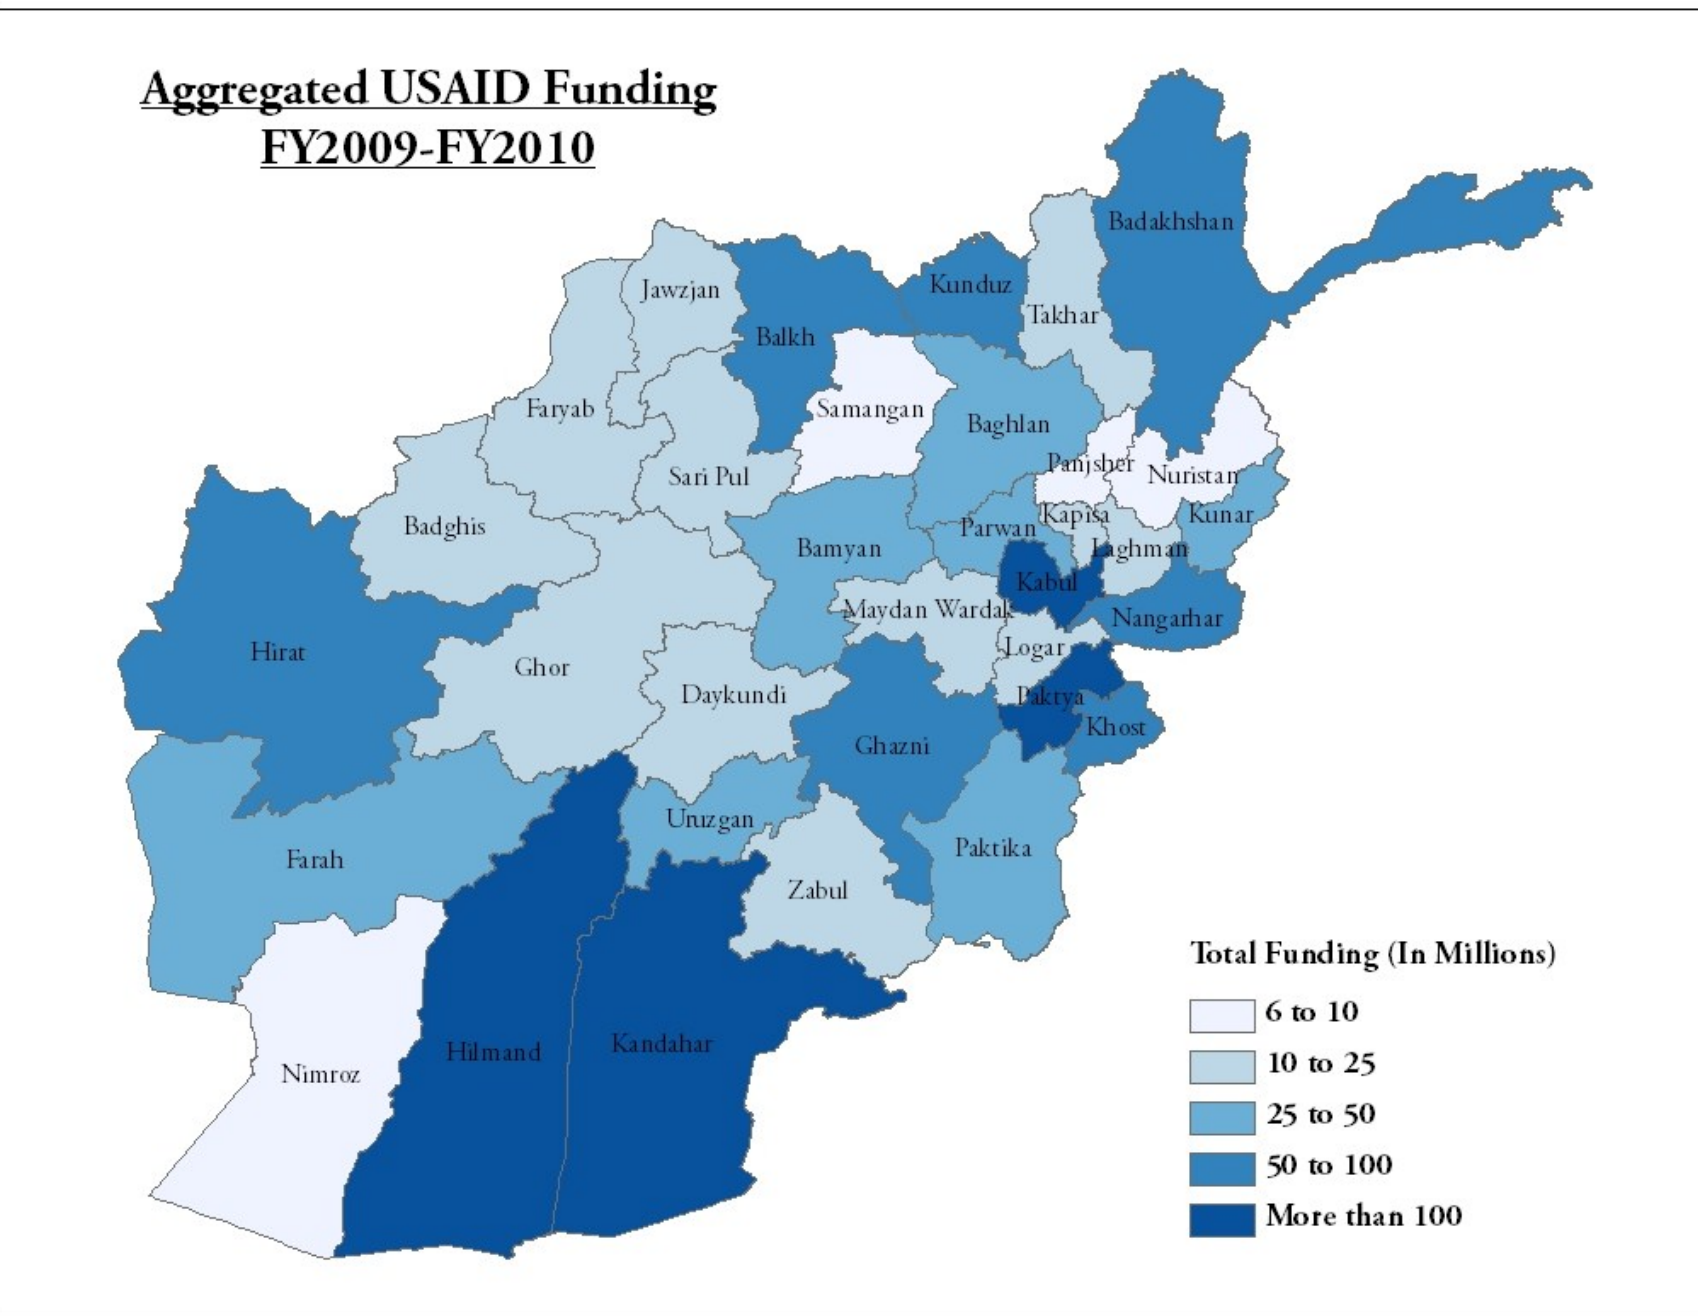 Aggregated USAID Funding
FY2009-FY2010
Badakhshan
Jawzjan
Kunduz
Takhar
Balkh
Faryab
Samangan
Baghlan
Panjsher
Nuristan
Sari Pul
Badghis
Kapisa
Kunar
Parwan
Bamyan
Laghman
Kabul
Maydan Wardak
Nangarhar
Hirat
Logar
Ghor
Daykundi
Paktya
Khost
Ghazni
Uruzgan
Paktika
Farah
Zabul
Hilmand
Kandahar
Nimroz
Total Funding (In Millions)
6 to 10
10 to 25
25 to 50
50 to 100
More than 100